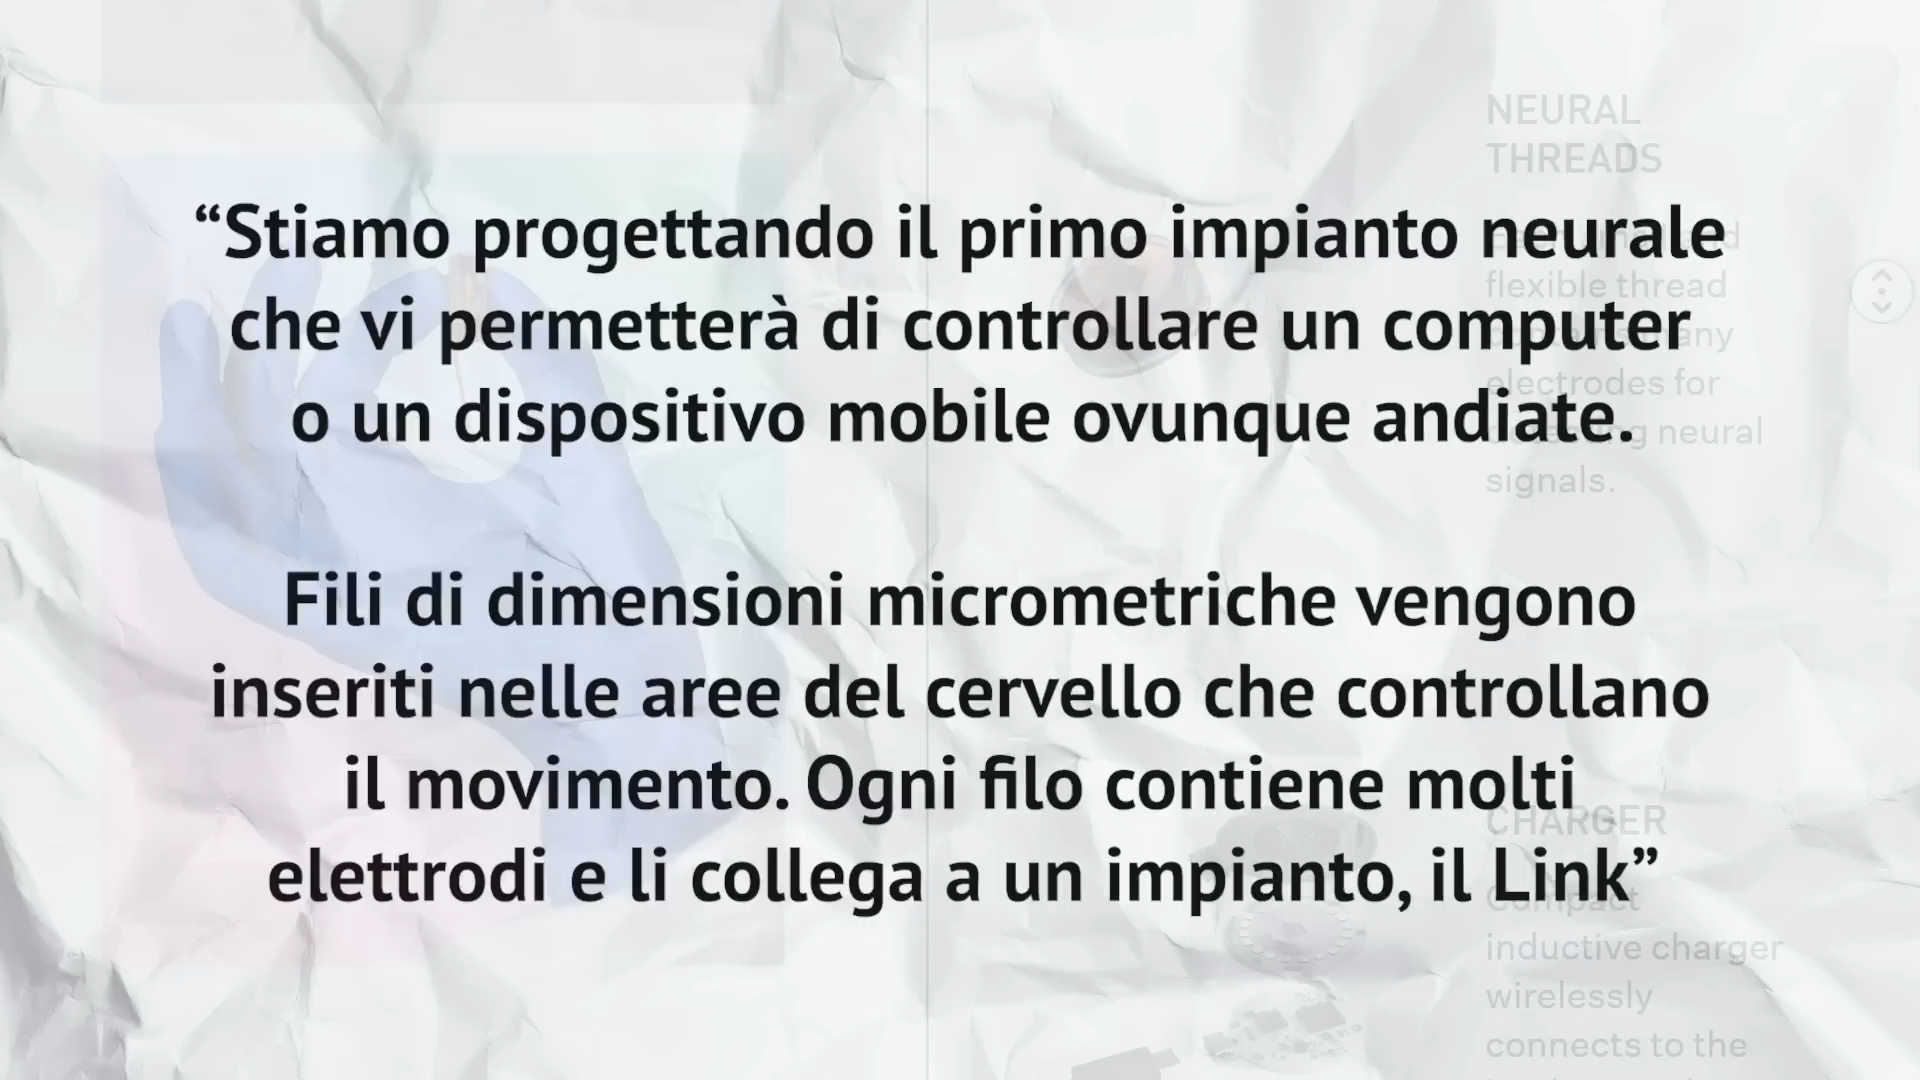 “Stiamo progettando il primo impianto neurale
che vi permetterà di controllare un computer
o un dispositivo mobile ovunque andiate.
Fili di dimensioni micrometriche vengono
inseriti nelle aree del cervello che controllano
il movimento. Ogni filo contiene molti
elettrodi e li collega a un impianto, il Link”
NEURAL
THREADS
flexible thread
many
electrodes for
neural
signals.
CHARGER
Compact
inductive charger
wirelessly
connects to the